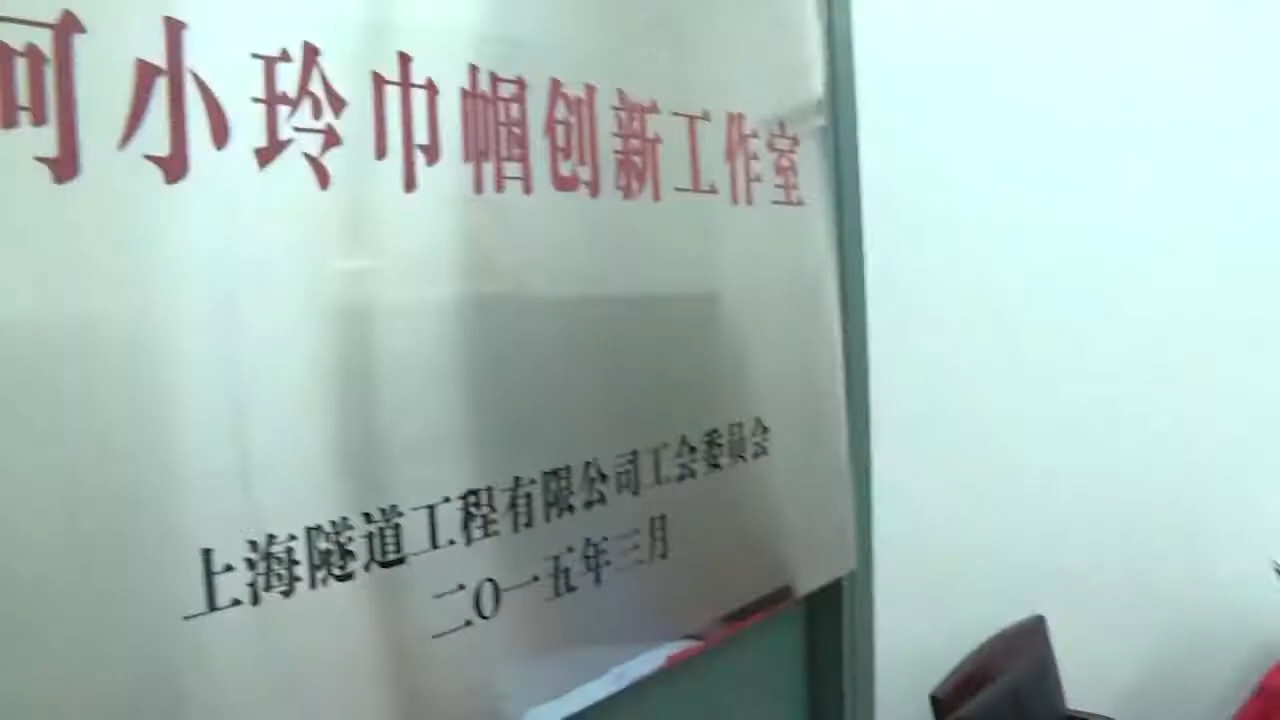 小玲巾帼创新工作室
上海隧道工程有限公司工会委员会
二〇一五年三月